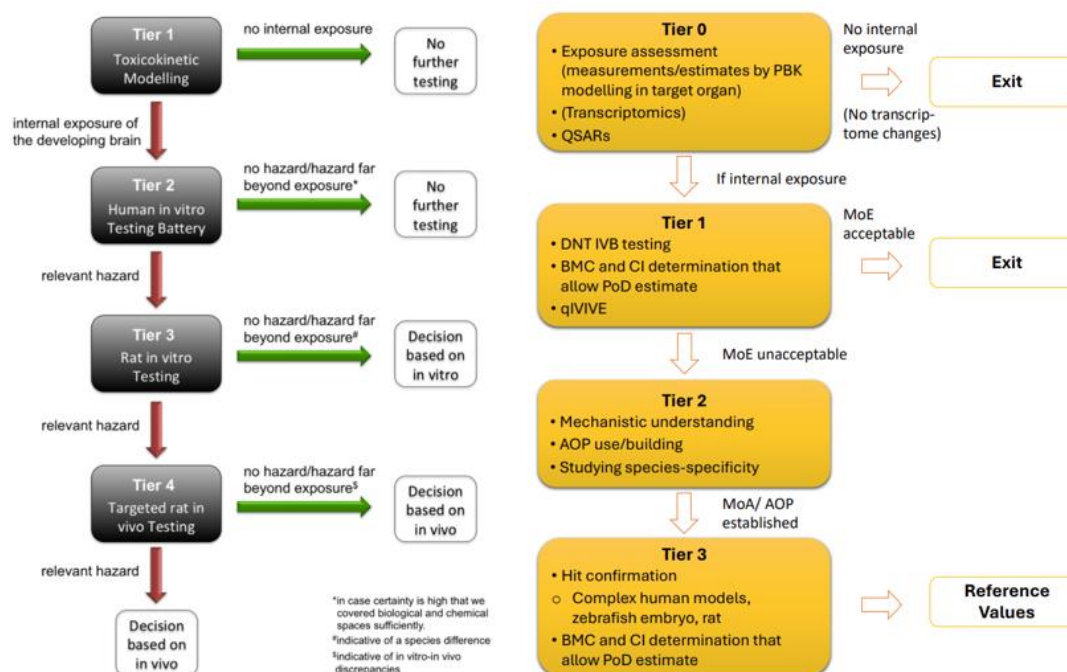 Tier 1
Toxicokinetic
Modelling
no internal exposure
No
further
testing
internal exposure of
the developing brain
Tier 2
Human in vitro
Testing Battery
no hazard/hazard far
beyond exposure*
No
further
testing
relevant hazard
Tier 3
Rat in vitro
Testing
no hazard/hazard far
beyond exposure#
Decision
based on
in vitro
relevant hazard
Tier 4
Targeted rat in
vivo Testing
no hazard/hazard far
beyond exposure$
Decision
based on
in vivo
relevant hazard
Decision
based on
in vivo
*in case certainty is high that we
covered biological and chemical
spaces sufficiently.
#indicative of a species difference
$indicative of in vitro-in vivo
discrepancies
Tier 0
• Exposure assessment
(measurements/estimates by PBK
modelling in target organ)
• (Transcriptomics)
• QSARs
No internal
exposure
(No transcrip-
tome changes)
Exit
If internal exposure
Tier 1
• DNT IVB testing
• BMC and CI determination that
allow PoD estimate
• qIVIVE
MoE
acceptable
Exit
MoE unacceptable
Tier 2
• Mechanistic understanding
• AOP use/building
• Studying species-specificity
MoA/ AOP
established
Tier 3
• Hit confirmation
o Complex human models,
zebrafish embryo, rat
• BMC and CI determination that
allow PoD estimate
Reference
Values